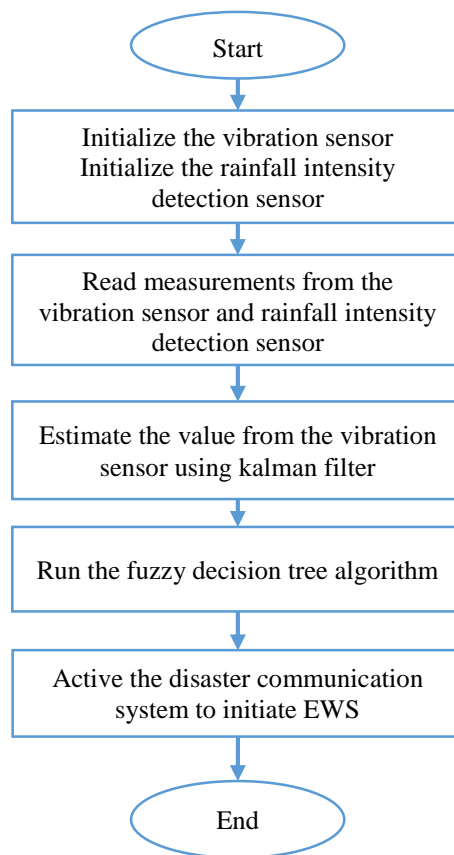 Start
Initialize the vibration sensor
Initialize the rainfall intensity
detection sensor
Read measurements from the
vibration sensor and rainfall intensity
detection sensor
Estimate the value from the vibration
sensor using kalman filter
Run the fuzzy decision tree algorithm
Active the disaster communication
system to initiate EWS
End